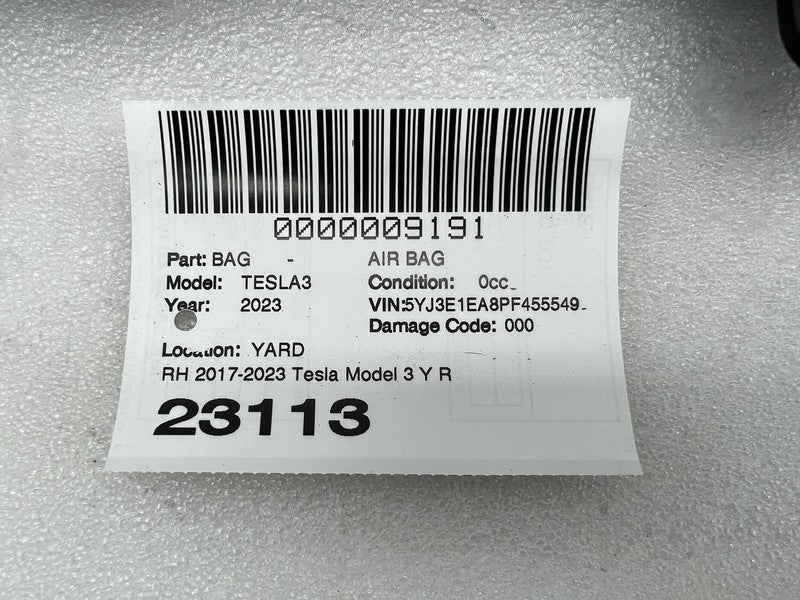 0000009191
Part: BAG - AIR BAG
Model: TESLA3 Condition: 0cc
Year: 2023 VIN:5YJ3E1EA8PF455549
Damage Code: 000
Location: YARD
RH 2017-2023 Tesla Model 3 Y R
23113